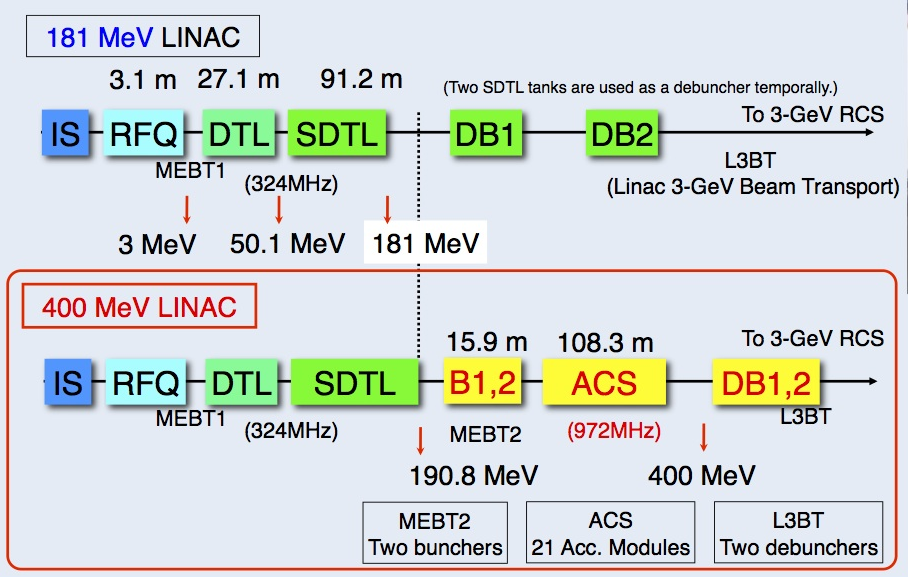 181 MeV LINAC
3.1 m 27.1 m 91.2 m
(Two SDTL tanks are used as a debuncher temporally.)
To 3-GeV RCS
IS RFQ DTL SDTL DB1 DB2
MEBT1
(324MHz)
L3BT
(Linac 3-GeV Beam Transport)
3 MeV 50.1 MeV 181 MeV
400 MeV LINAC
15.9 m 108.3 m
To 3-GeV RCS
IS RFQ DTL SDTL B1,2 ACS DB1,2
MEBT1
(324MHz)
MEBT2
(972MHz)
L3BT
190.8 MeV 400 MeV
MEBT2
Two bunchers
ACS
21 Acc. Modules
L3BT
Two debunchers